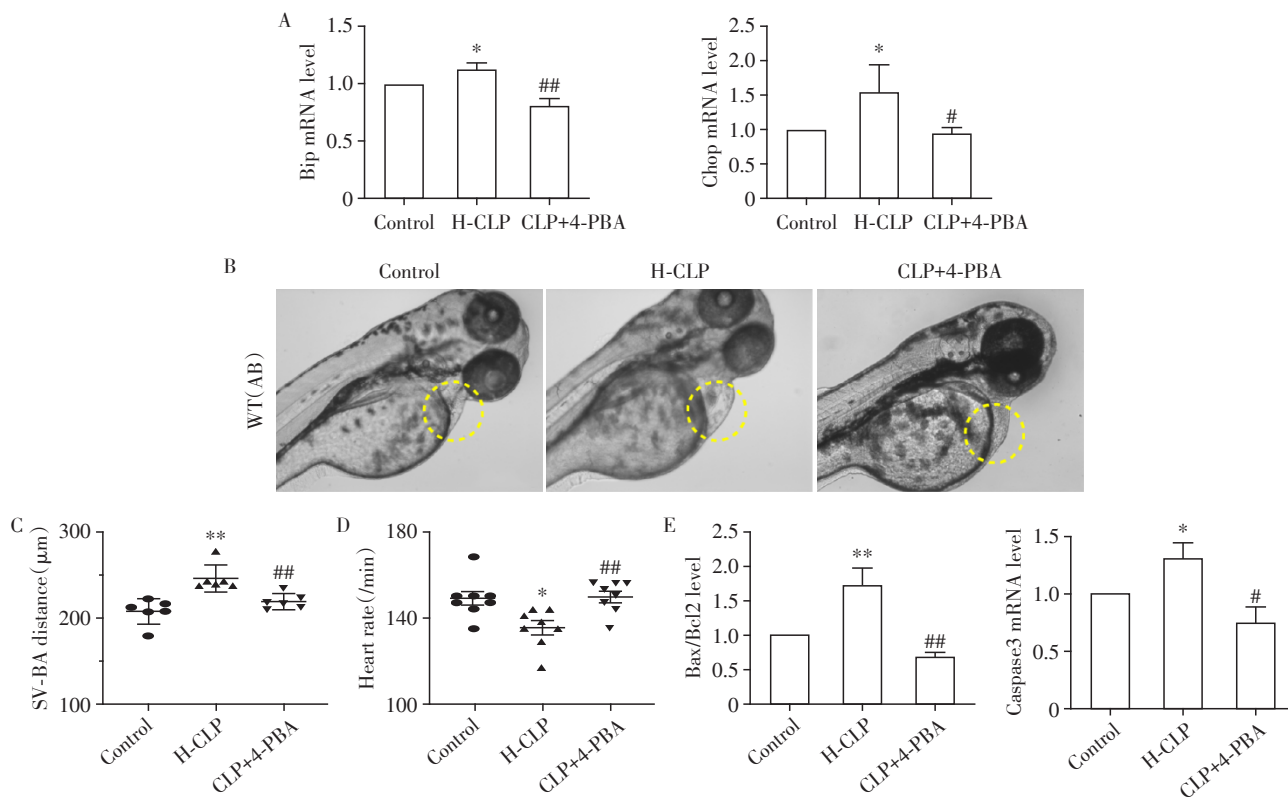 A
Bip mRNA level
1.5
1.0
0.5
0
*
##
Control
H-CLP
CLP+4-PBA
Chop mRNA level
2.5
2.0
1.5
1.0
0.5
0
*
#
Control
H-CLP
CLP+4-PBA
B
Control
H-CLP
CLP+4-PBA
WT(AB)
C
SV-BA distance(μm)
300
200
100
**
##
Control
H-CLP
CLP+4-PBA
D
Heart rate(/min)
180
140
100
*
##
Control
H-CLP
CLP+4-PBA
E
Bax/Bcl2 level
2.5
2.0
1.5
1.0
0.5
0
**
##
Control
H-CLP
CLP+4-PBA
Caspase3 mRNA level
1.5
1.0
0.5
0
*
#
Control
H-CLP
CLP+4-PBA